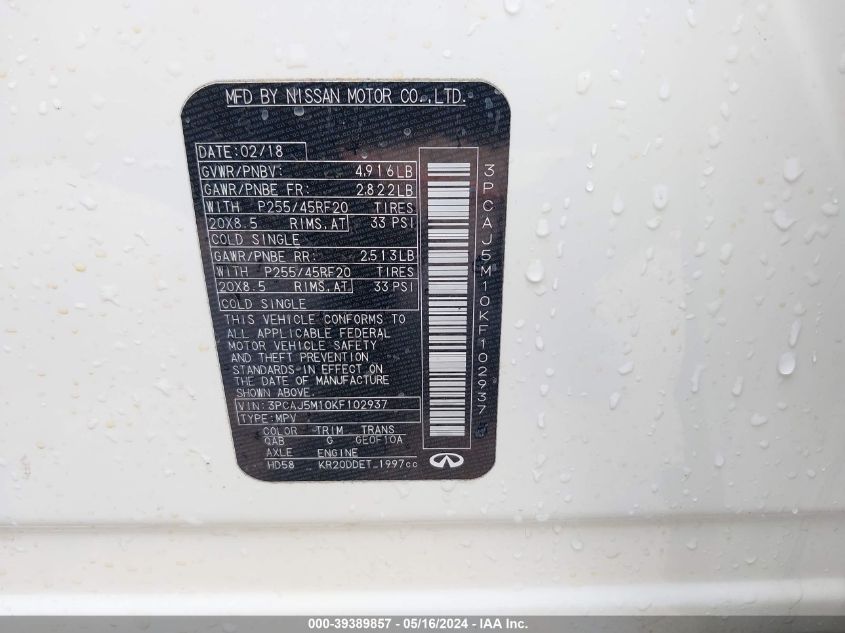 MFD BY NISSAN MOTOR CO.,LTD.
DATE:02/18
GVWR/PNBV: 4,916LB
GAWR/PNBE FR: 2,822LB
WITH P255/45RF20 TIRES
20X8.5 RIMS,AT 33 PSI
COLD SINGLE
GAWR/PNBE RR: 2,513LB
WITH P255/45RF20 TIRES
20X8.5 RIMS,AT 33 PSI
COLD SINGLE
THIS VEHICLE CONFORMS TO
ALL APPLICABLE FEDERAL
MOTOR VEHICLE SAFETY
AND THEFT PREVENTION
STANDARDS IN EFFECT ON
THE DATE OF MANUFACTURE
SHOWN ABOVE.
VIN: 3PCAJ5M10KF102937
TYPE:MPV
COLOR TRIM TRANS
QAB G GE0F10A
AXLE ENGINE
HD58 KR20DDET 1997cc
3PCAJ5M10KF102937
000-39389857 - 05/16/2024 - IAA Inc.